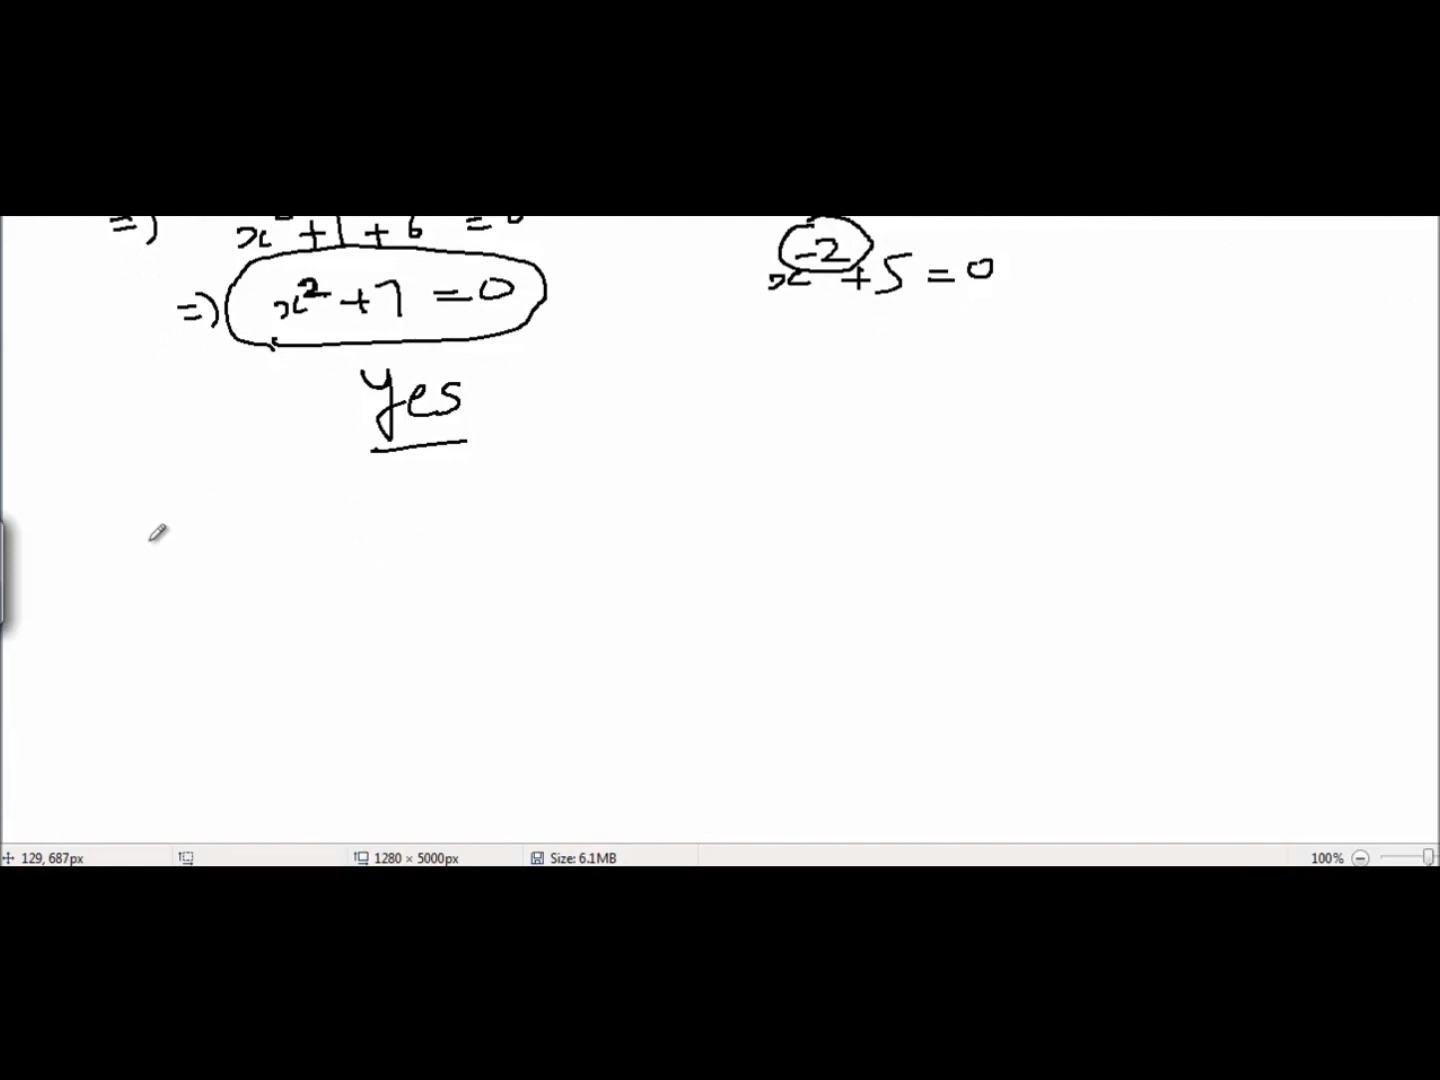 => x² + 1 + 6 = 0
=> x² + 7 = 0
Yes
x⁻² + 5 = 0
129, 687px
1280 × 5000px
Size: 6.1MB
100%